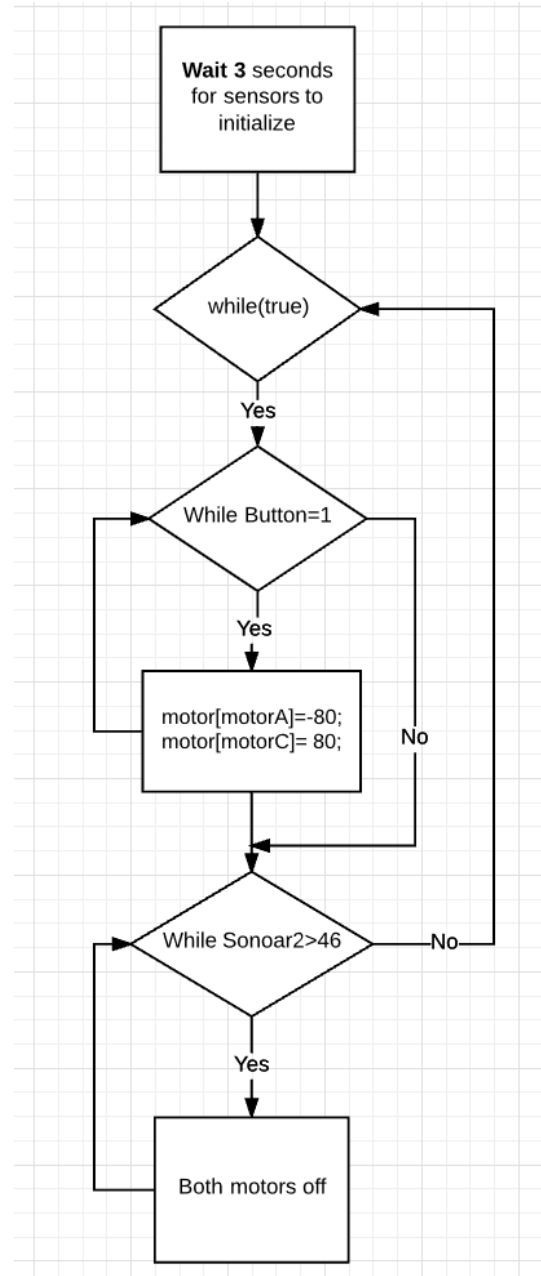 Wait 3 seconds
for sensors to
initialize
while(true)
Yes
While Button=1
Yes
motor[motorA]=-80;
motor[motorC]= 80;
No
While Sonoar2>46
No
Yes
Both motors off